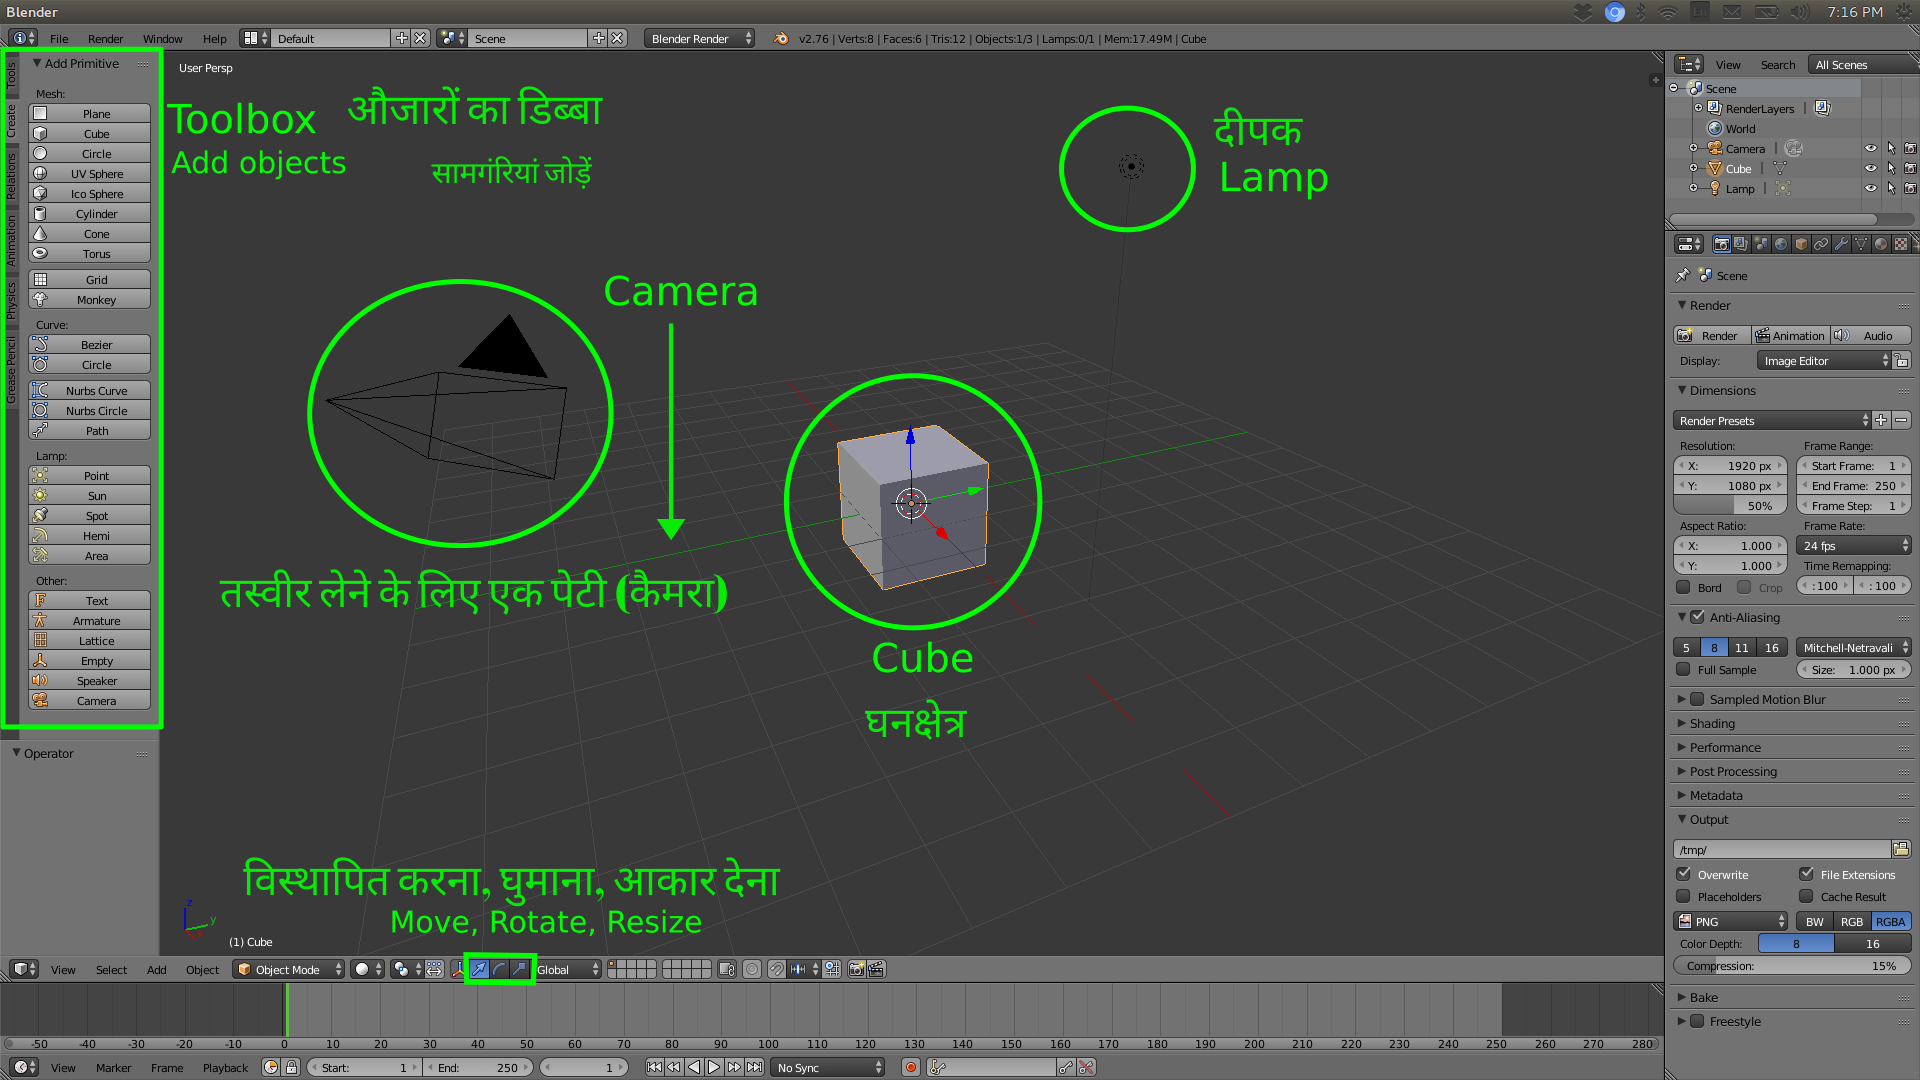 Blender
7:16 PM
File Render Window Help Default Scene Blender Render v2.76 | Verts:8 | Faces:6 | Tris:12 | Objects:1/3 | Lamps:0/1 | Mem:17.49M | Cube
Tools
Create
Relations
Animation
Physics
Grease Pencil
Add Primitive
Mesh:
Plane
Cube
Circle
UV Sphere
Ico Sphere
Cylinder
Cone
Torus
Grid
Monkey
Curve:
Bezier
Circle
Nurbs Curve
Nurbs Circle
Path
Lamp:
Point
Sun
Spot
Hemi
Area
Other:
Text
Armature
Lattice
Empty
Speaker
Camera
Operator
User Persp
Toolbox औजारों का डिब्बा
Add objects सामगंरियां जोड़ें
दीपक
Lamp
Camera
तस्वीर लेने के लिए एक पेटी (कैमरा)
Cube
घनक्षेत्र
विस्थापित करना, घुमाना, आकार देना
Move, Rotate, Resize
z
y
(1) Cube
View Select Add Object Object Mode Global
-50 -40 -30 -20 -10 0 10 20 30 40 50 60 70 80 90 100 110 120 130 140 150 160 170 180 190 200 210 220 230 240 250 260 270 280
View Marker Frame Playback Start: 1 End: 250 1 No Sync
View Search All Scenes
Scene
RenderLayers
World
Camera
Cube
Lamp
Scene
Render
Render Animation Audio
Display: Image Editor
Dimensions
Render Presets
Resolution: Frame Range:
X: 1920 px Start Frame: 1
Y: 1080 px End Frame: 250
50% Frame Step: 1
Aspect Ratio: Frame Rate:
X: 1.000 24 fps
Y: 1.000 Time Remapping:
Bord Crop :100 :100
Anti-Aliasing
5 8 11 16 Mitchell-Netravali
Full Sample Size: 1.000 px
Sampled Motion Blur
Shading
Performance
Post Processing
Metadata
Output
/tmp/
Overwrite File Extensions
Placeholders Cache Result
PNG BW RGB RGBA
Color Depth: 8 16
Compression: 15%
Bake
Freestyle